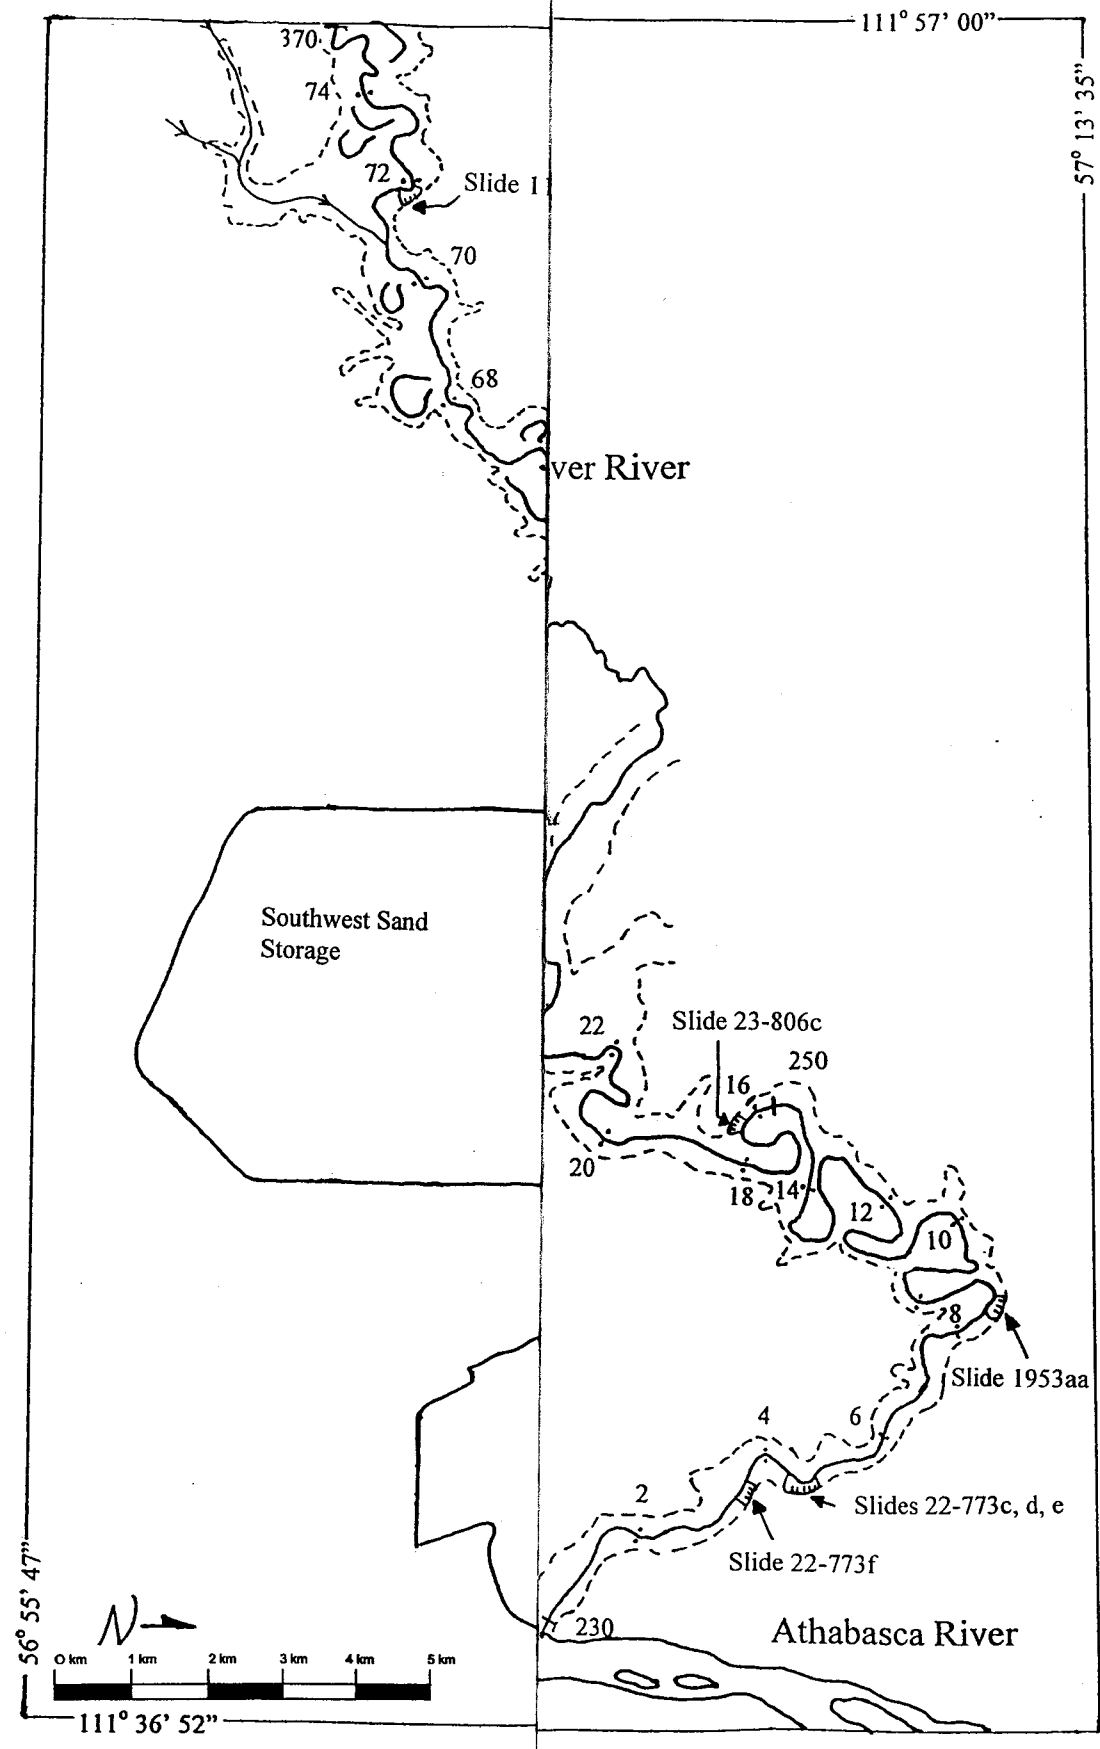 111° 57' 00"
57° 13' 35"
370
74
72
Slide 11
70
68
ver River
Southwest Sand
Storage
22
Slide 23-806c
250
16
20
18
14
12
10
8
Slide 1953aa
4
6
2
Slides 22-773c, d, e
Slide 22-773f
230
Athabasca River
56° 55' 47"
N
0 km 1 km 2 km 3 km 4 km 5 km
111° 36' 52"